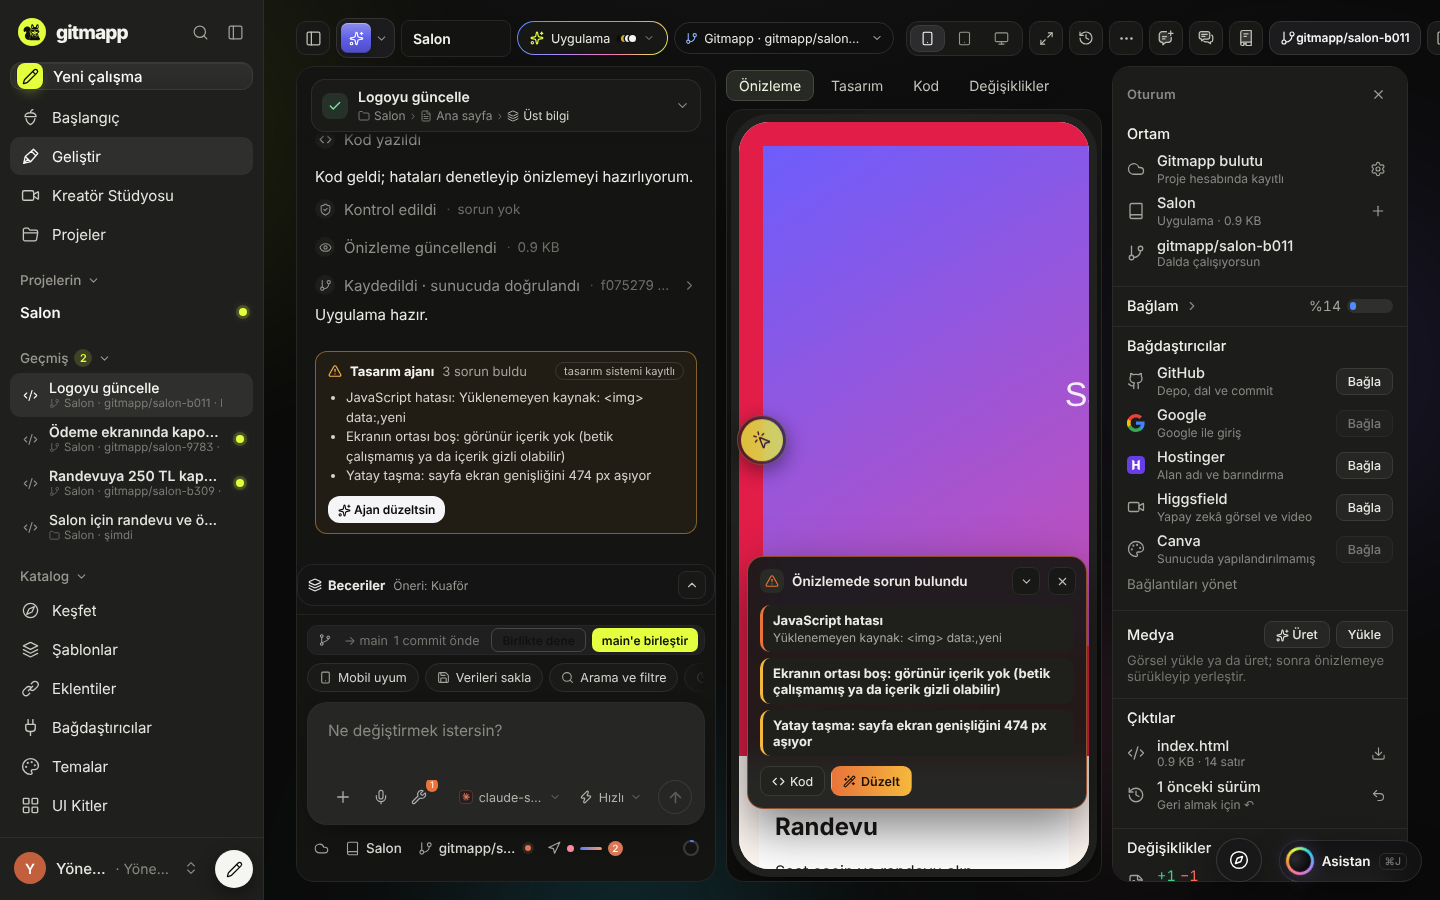 gitmapp
Yeni çalışma
Başlangıç
Geliştir
Kreatör Stüdyosu
Projeler
Projelerin
Salon
Geçmiş 2
Logoyu güncelle
Salon · gitmapp/salon-b011 · l
Ödeme ekranında kapo...
Salon · gitmapp/salon-9783 ·
Randevuya 250 TL kap...
Salon · gitmapp/salon-b309 ·
Salon için randevu ve ö...
Salon · şimdi
Katalog
Keşfet
Şablonlar
Eklentiler
Bağdaştırıcılar
Temalar
UI Kitler
Y Yöne... · Yöne...
Salon
Uygulama
Gitmapp · gitmapp/salon...
gitmapp/salon-b011
Logoyu güncelle
Salon › Ana sayfa › Üst bilgi
Kod yazıldı
Kod geldi; hataları denetleyip önizlemeyi hazırlıyorum.
Kontrol edildi · sorun yok
Önizleme güncellendi · 0.9 KB
Kaydedildi · sunucuda doğrulandı · f075279 ...
Uygulama hazır.
Tasarım ajanı 3 sorun buldu tasarım sistemi kayıtlı
• JavaScript hatası: Yüklenemeyen kaynak: <img>
data:,yeni
• Ekranın ortası boş: görünür içerik yok (betik
çalışmamış ya da içerik gizli olabilir)
• Yatay taşma: sayfa ekran genişliğini 474 px aşıyor
Ajan düzeltsin
Beceriler Öneri: Kuaför
→ main 1 commit önde Birlikte dene main'e birleştir
Mobil uyum Verileri sakla Arama ve filtre
Ne değiştirmek istersin?
1
claude-s... Hızlı
Salon gitmapp/s... 2
Önizleme Tasarım Kod Değişiklikler
S
Önizlemede sorun bulundu
JavaScript hatası
Yüklenemeyen kaynak: <img> data:,yeni
Ekranın ortası boş: görünür içerik yok (betik
çalışmamış ya da içerik gizli olabilir)
Yatay taşma: sayfa ekran genişliğini 474 px
aşıyor
Kod Düzelt
Randevu
Oturum
Ortam
Gitmapp bulutu
Proje hesabında kayıtlı
Salon
Uygulama · 0.9 KB
gitmapp/salon-b011
Dalda çalışıyorsun
Bağlam %14
Bağdaştırıcılar
GitHub
Depo, dal ve commit
Bağla
Google
Google ile giriş
Bağla
H Hostinger
Alan adı ve barındırma
Bağla
Higgsfield
Yapay zekâ görsel ve video
Bağla
Canva
Sunucuda yapılandırılmamış
Bağla
Bağlantıları yönet
Medya Üret Yükle
Görsel yükle ya da üret; sonra önizlemeye
sürükleyip yerleştir.
Çıktılar
index.html
0.9 KB · 14 satır
1 önceki sürüm
Geri almak için ↶
Değişiklikler
+1 −1
Asistan ⌘J